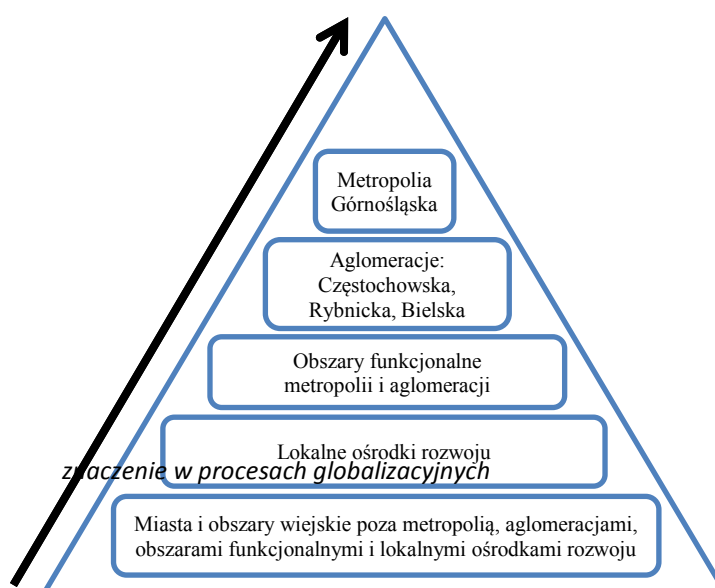 Metropolia
Górnośląska
Aglomeracje:
Częstochowska,
Rybnicka, Bielska
Obszary funkcjonalne
metropolii i aglomeracji
Lokalne ośrodki rozwoju
znaczenie w procesach globalizacyjnych
Miasta i obszary wiejskie poza metropolią, aglomeracjami,
obszarami funkcjonalnymi i lokalnymi ośrodkami rozwoju